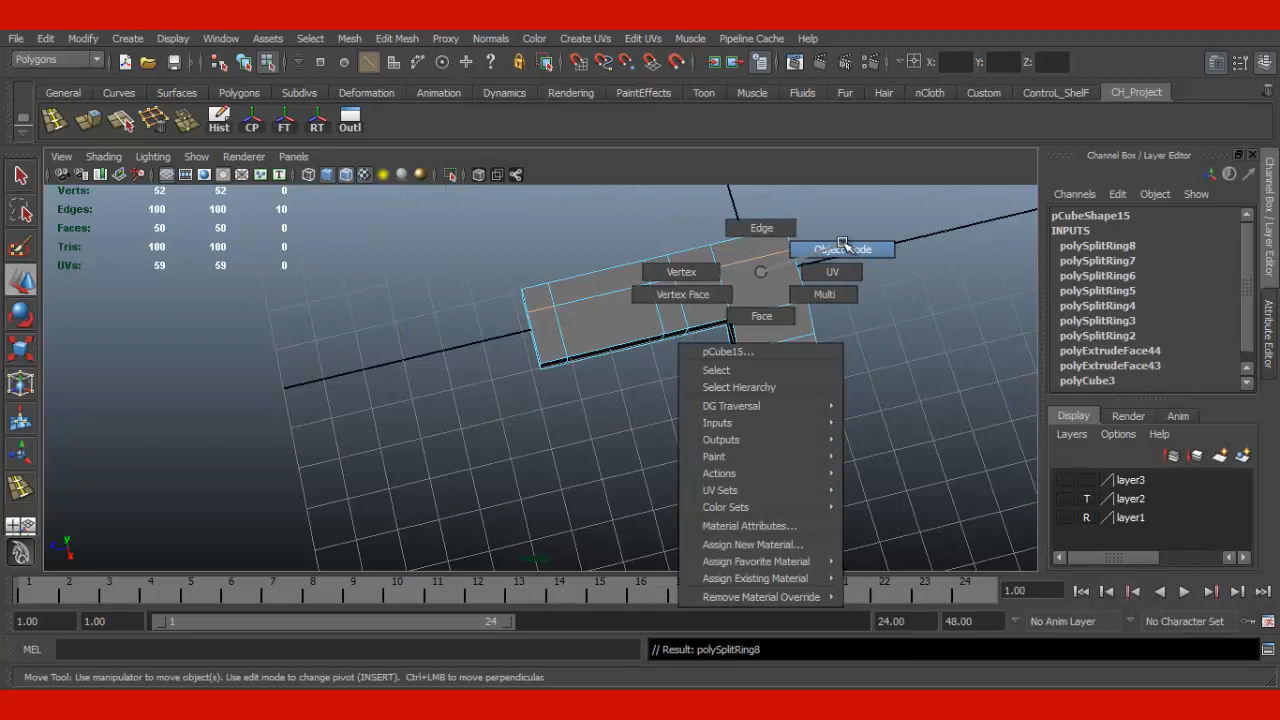 File Edit Modify Create Display Window Assets Select Mesh Edit Mesh Proxy Normals Color Create UVs Edit UVs Muscle Pipeline Cache Help
Polygons X: Y: Z:
General Curves Surfaces Polygons Subdivs Deformation Animation Dynamics Rendering PaintEffects Toon Muscle Fluids Fur Hair nCloth Custom ControL_ShelF CH_Project
Hist CP FT RT Outl
View Shading Lighting Show Renderer Panels
Verts: 52 52 0
Edges: 100 100 10
Faces: 50 50 0
Tris: 100 100 0
UVs: 59 59 0
Edge
Vertex UV
Vertex Face Multi
Face
pCube15...
Select
Select Hierarchy
DG Traversal
Inputs
Outputs
Paint
Actions
UV Sets
Color Sets
Material Attributes...
Assign New Material...
Assign Favorite Material
Assign Existing Material
Remove Material Override
y
Channel Box / Layer Editor
Channels Edit Object Show
pCubeShape15
INPUTS
polySplitRing8
polySplitRing7
polySplitRing6
polySplitRing5
polySplitRing4
polySplitRing3
polySplitRing2
polyExtrudeFace44
polyExtrudeFace43
polyCube3
Display Render Anim
Layers Options Help
layer3
T layer2
R layer1
Channel Box / Layer Editor
Attribute Editor
1 2 3 4 5 6 7 8 9 10 11 12 13 14 15 16 22 23 24 1.00
1.00 1.00 1 24 24.00 48.00 No Anim Layer No Character Set
MEL // Result: polySplitRing8
Move Tool: Use manipulator to move object(s). Use edit mode to change pivot (INSERT). Ctrl+LMB to move perpendicular.